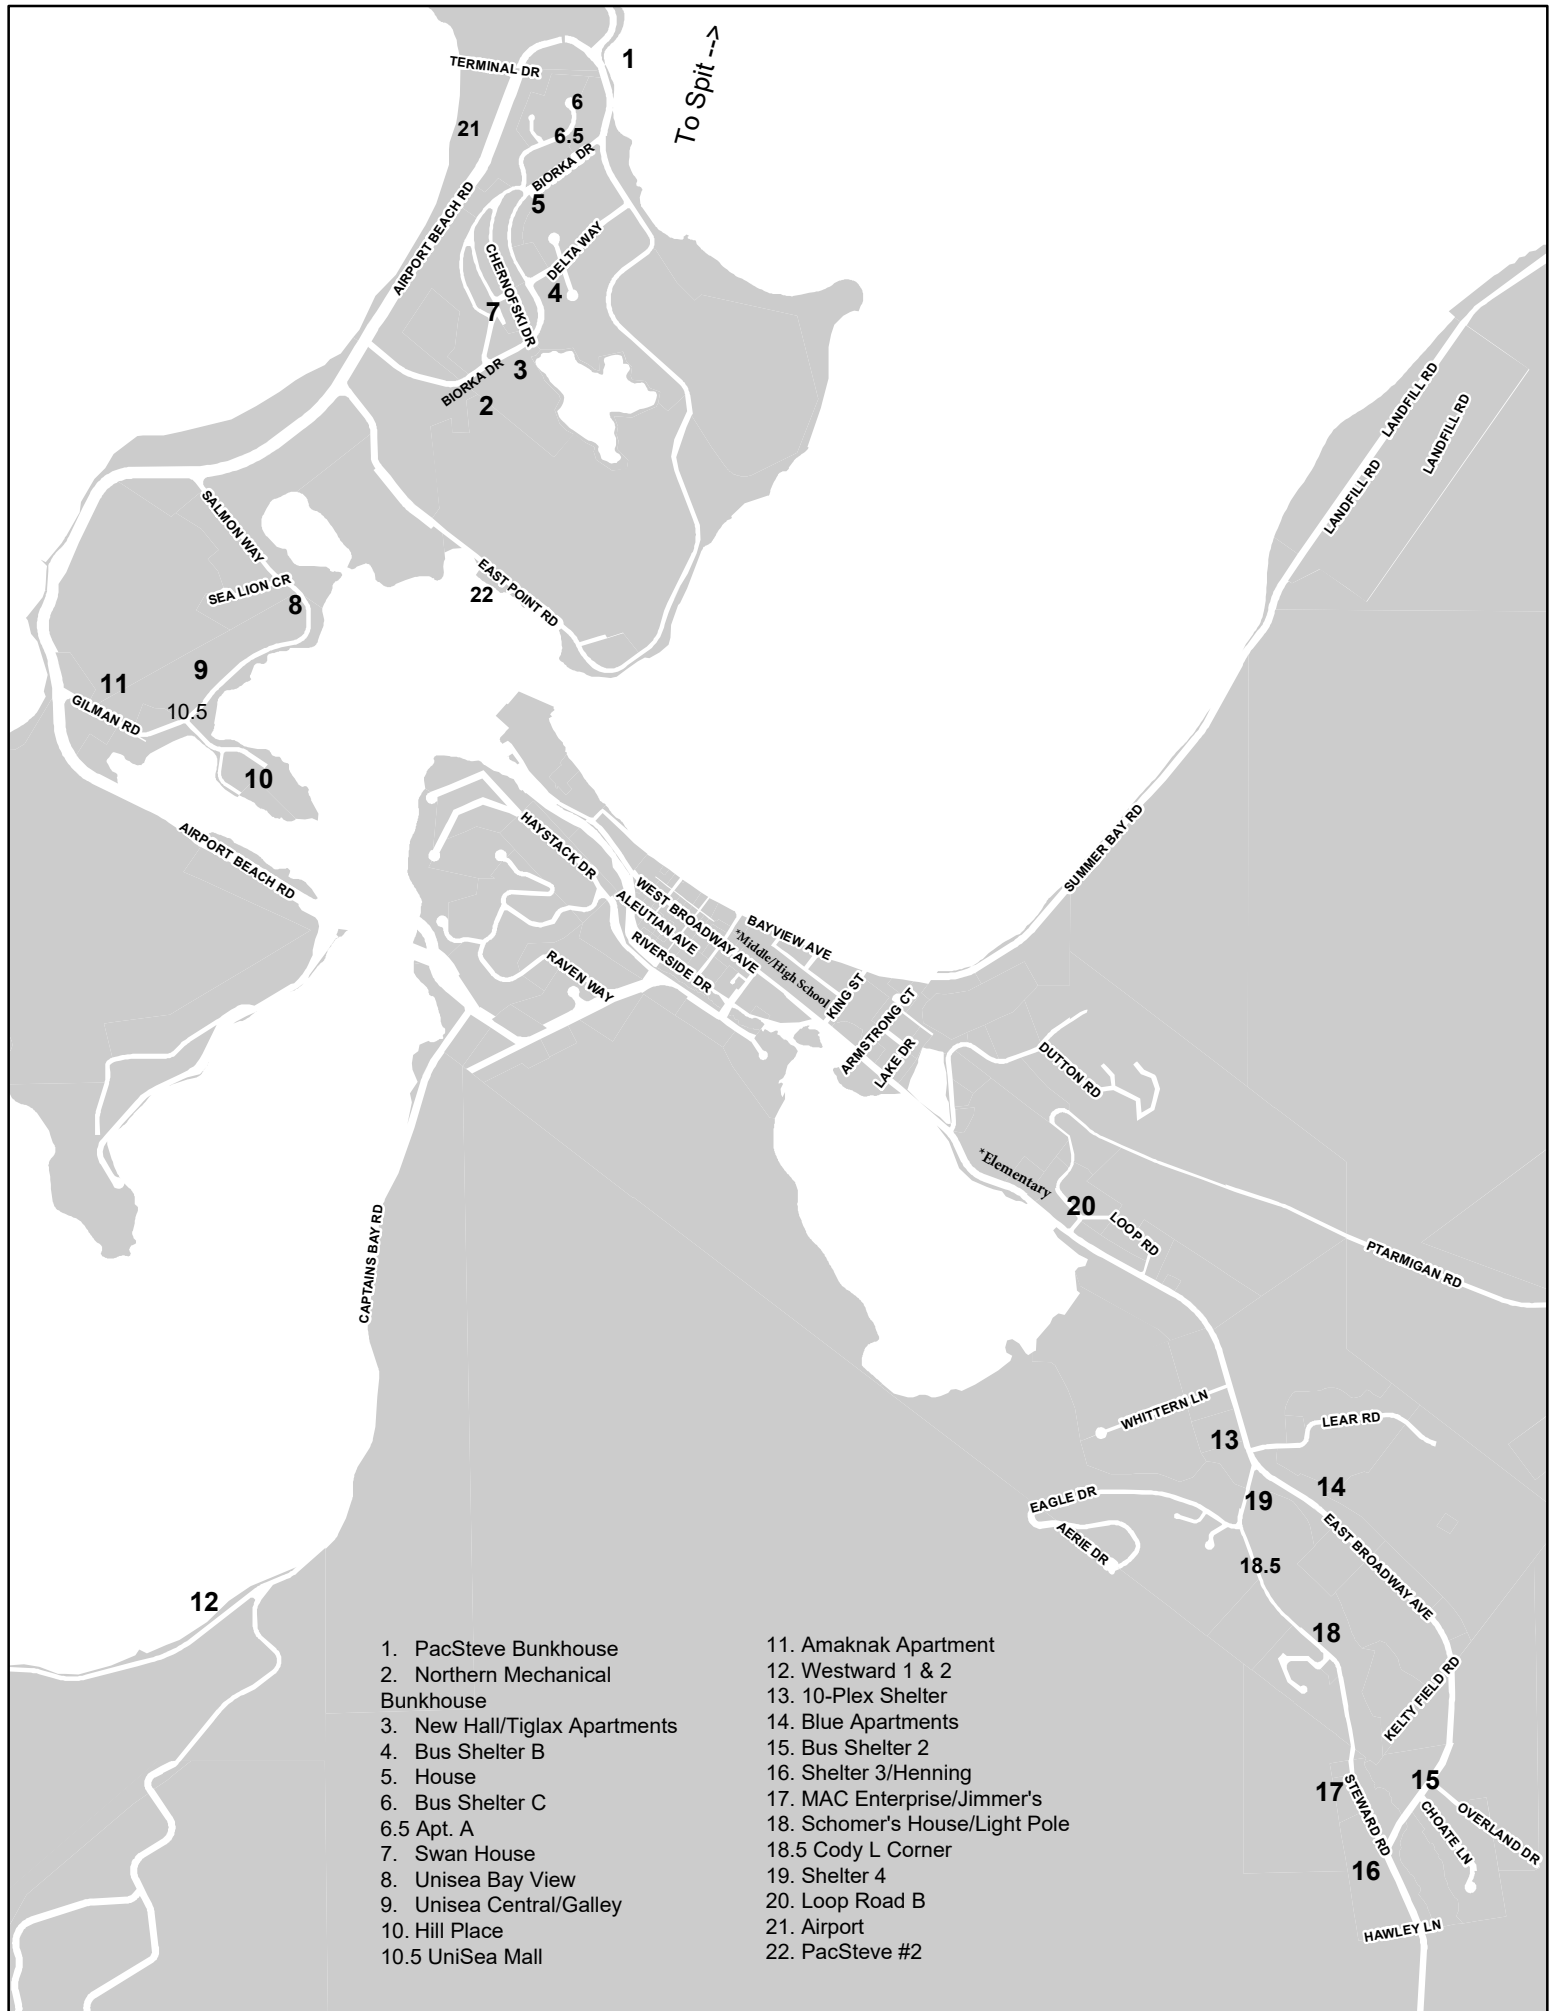 1
To Spit -->
TERMINAL DR
6
21
6.5
BIORKA DR
5
AIRPORT BEACH RD
DELTA WAY
CHERNOFSKI DR
4
7
3
BIORKA DR
2
LANDFILL RD
LANDFILL RD
LANDFILL RD
SALMON WAY
SEA LION CR
8
EAST POINT RD
22
9
11
GILMAN RD
10.5
10
AIRPORT BEACH RD
HAYSTACK DR
SUMMER BAY RD
WEST BROADWAY AVE
ALEUTIAN AVE
BAYVIEW AVE
*Middle/High School
RIVERSIDE DR
RAVEN WAY
KING ST
ARMSTRONG CT
LAKE DR
DUTTON RD
*Elementary
20
LOOP RD
CAPTAINS BAY RD
PTARMIGAN RD
WHITTERN LN
LEAR RD
13
14
EAGLE DR
19
AERIE DR
EAST BROADWAY AVE
18.5
12
18
KELTY FIELD RD
17
STEWARD RD
15
CHOATE LN
OVERLAND DR
16
HAWLEY LN
1. PacSteve Bunkhouse
2. Northern Mechanical
Bunkhouse
3. New Hall/Tiglax Apartments
4. Bus Shelter B
5. House
6. Bus Shelter C
6.5 Apt. A
7. Swan House
8. Unisea Bay View
9. Unisea Central/Galley
10. Hill Place
10.5 UniSea Mall
11. Amaknak Apartment
12. Westward 1 & 2
13. 10-Plex Shelter
14. Blue Apartments
15. Bus Shelter 2
16. Shelter 3/Henning
17. MAC Enterprise/Jimmer's
18. Schomer's House/Light Pole
18.5 Cody L Corner
19. Shelter 4
20. Loop Road B
21. Airport
22. PacSteve #2